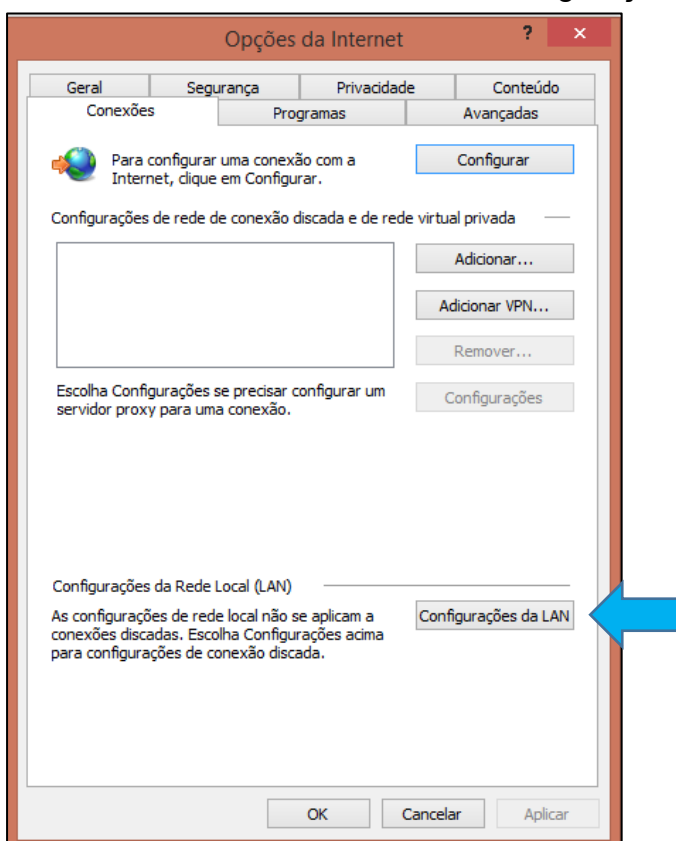 Opções da Internet
?
×
Geral
Segurança
Privacidade
Conteúdo
Conexões
Programas
Avançadas
Para configurar uma conexão com a
Internet, clique em Configurar.
Configurar
Configurações de rede de conexão discada e de rede virtual privada
Adicionar...
Adicionar VPN...
Remover...
Escolha Configurações se precisar configurar um
servidor proxy para uma conexão.
Configurações
Configurações da Rede Local (LAN)
As configurações de rede local não se aplicam a
conexões discadas. Escolha Configurações acima
para configurações de conexão discada.
Configurações da LAN
OK
Cancelar
Aplicar